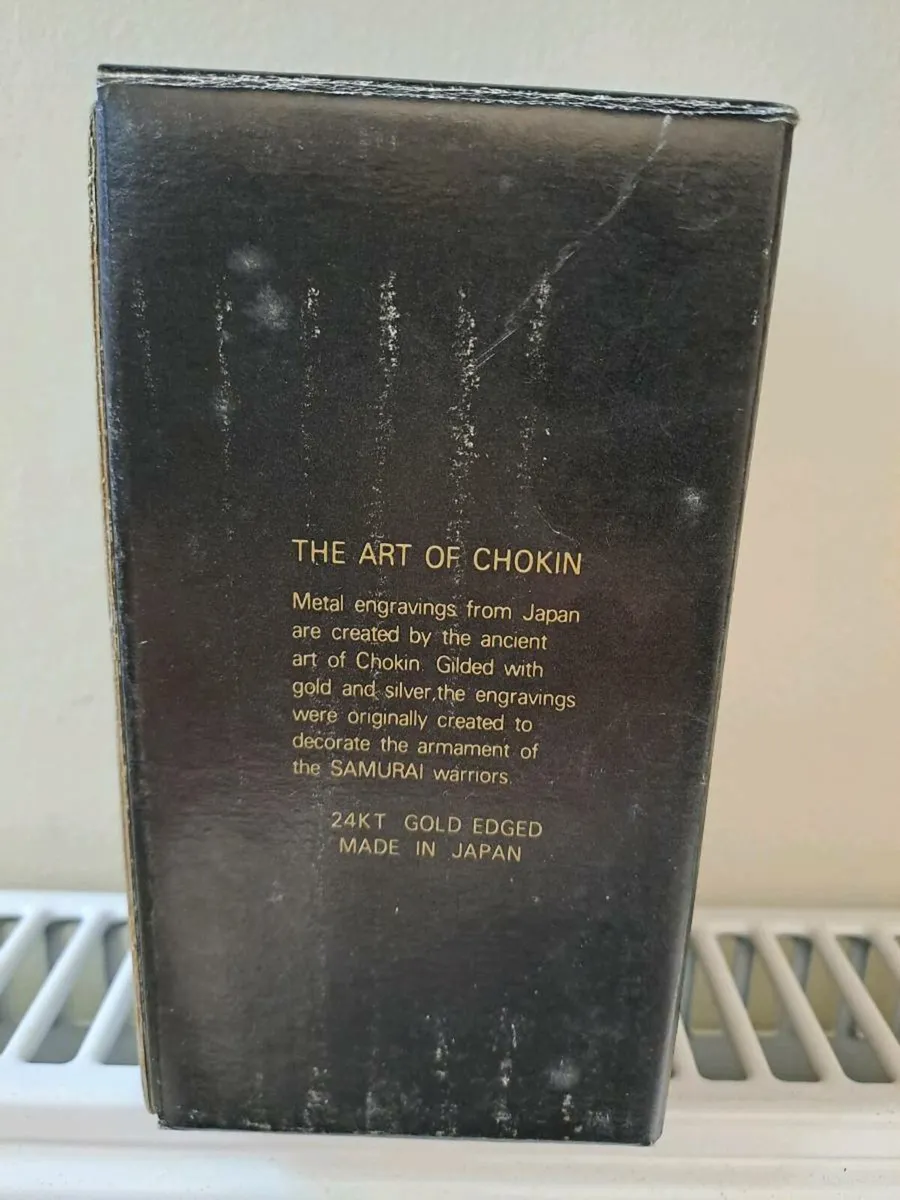 THE ART OF CHOKIN
Metal engravings from Japan
are created by the ancient
art of Chokin. Gilded with
gold and silver,the engravings
were originally created to
decorate the armament of
the SAMURAI warriors.
24KT GOLD EDGED
MADE IN JAPAN